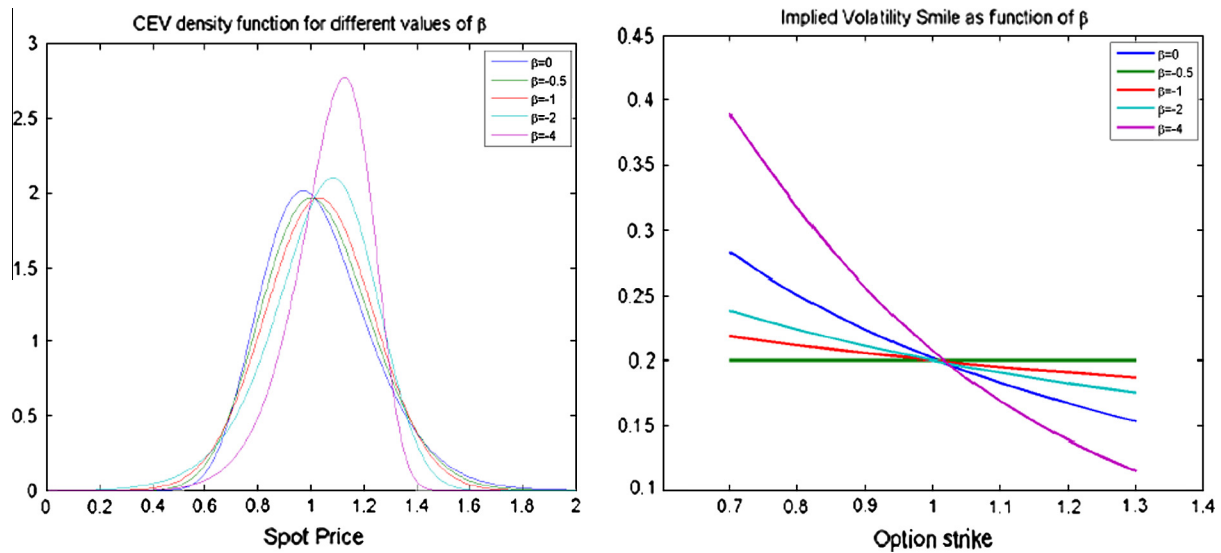 CEV density function for different values of β
3
2.5
2
1.5
1
0.5
0
0 0.2 0.4 0.6 0.8 1 1.2 1.4 1.6 1.8 2
Spot Price
β=0
β=-0.5
β=-1
β=-2
β=-4
Implied Volatility Smile as function of β
0.45
0.4
0.35
0.3
0.25
0.2
0.15
0.1
0.7 0.8 0.9 1 1.1 1.2 1.3 1.4
Option strike
β=0
β=-0.5
β=-1
β=-2
β=-4